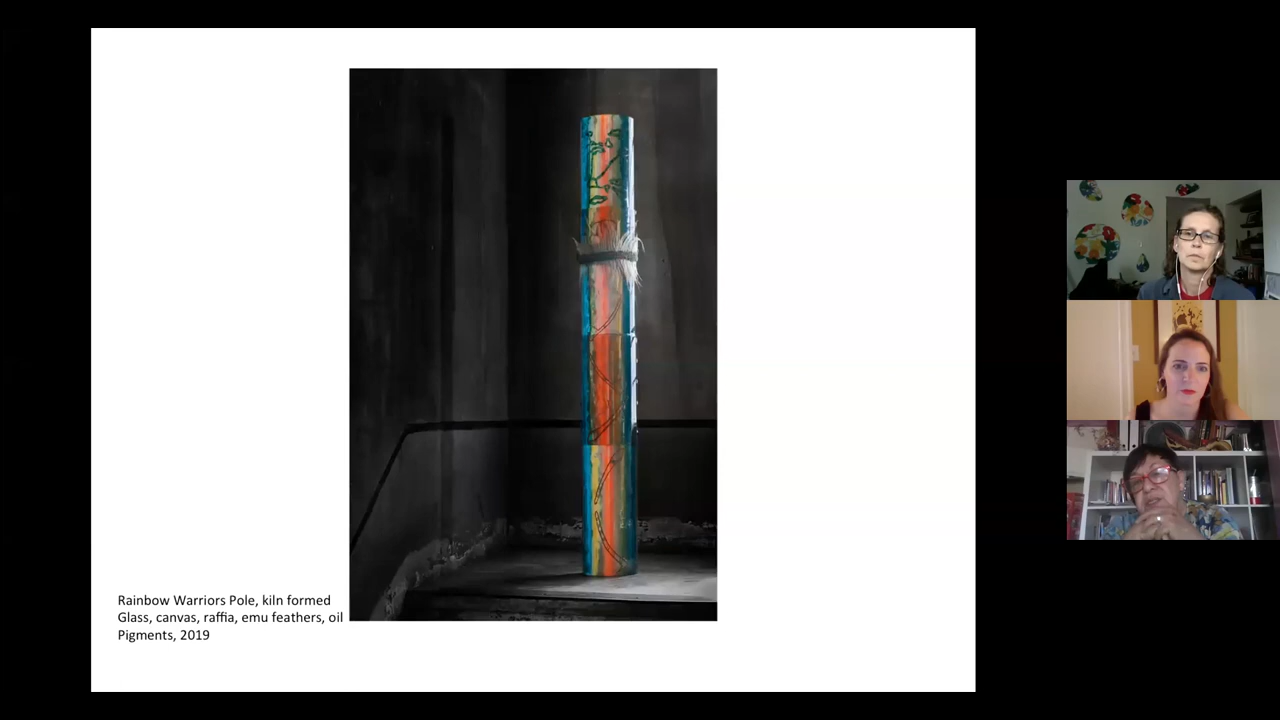 Rainbow Warriors Pole, kiln formed
Glass, canvas, raffia, emu feathers, oil
Pigments, 2019